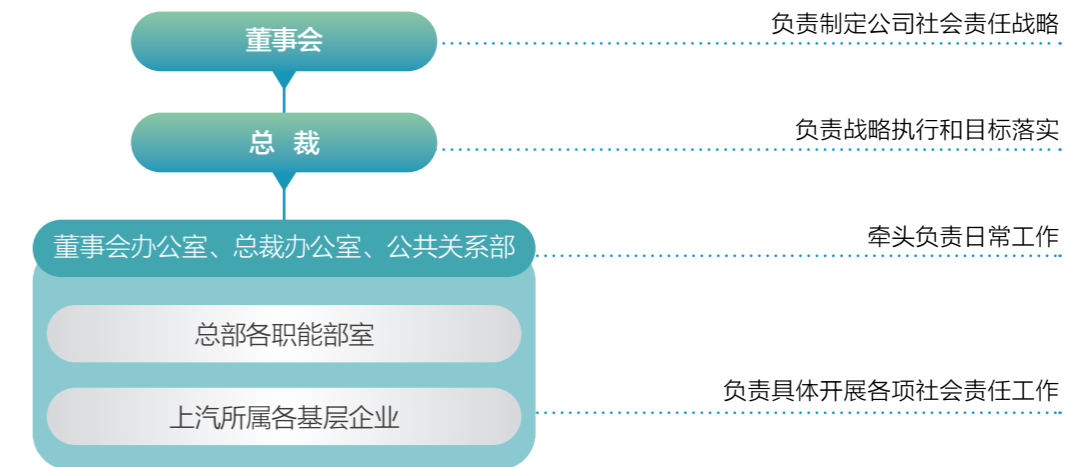 董事会
负责制定公司社会责任战略
总 裁
负责战略执行和目标落实
董事会办公室、总裁办公室、公共关系部
牵头负责日常工作
总部各职能部室
上汽所属各基层企业
负责具体开展各项社会责任工作